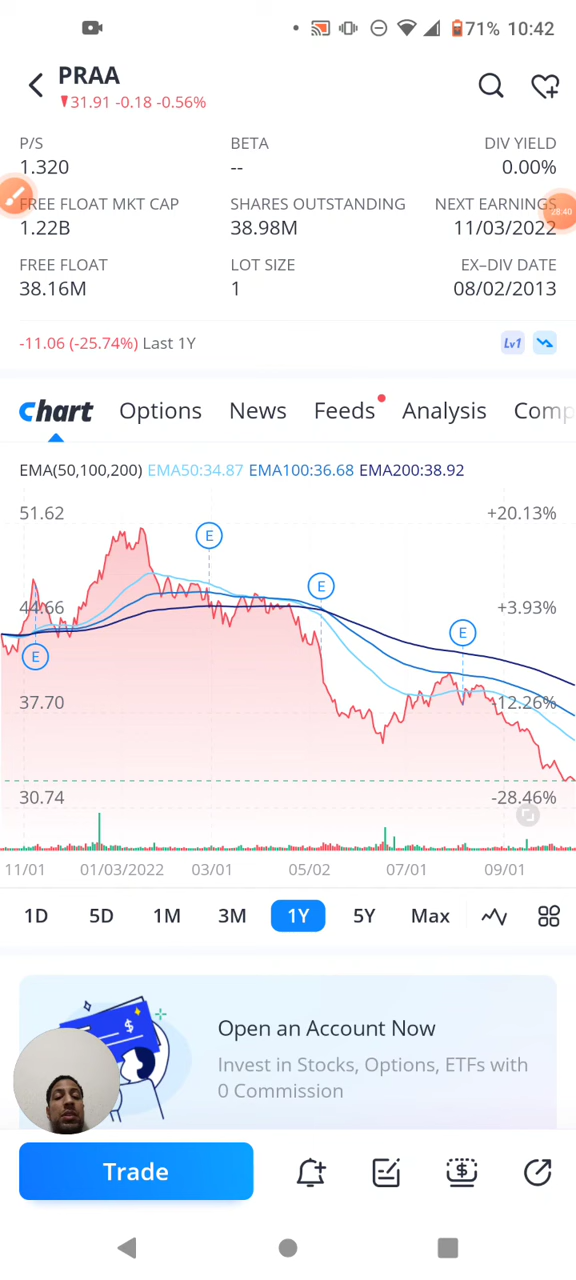 71% 10:42
PRAA
31.91 -0.18 -0.56%
P/S BETA DIV YIELD
1.320 -- 0.00%
FREE FLOAT MKT CAP SHARES OUTSTANDING NEXT EARNINGS
28:40
1.22B 38.98M 11/03/2022
FREE FLOAT LOT SIZE EX-DIV DATE
38.16M 1 08/02/2013
-11.06 (-25.74%) Last 1Y Lv1
Chart Options News Feeds Analysis Comp
EMA(50,100,200) EMA50:34.87 EMA100:36.68 EMA200:38.92
51.62 +20.13%
E
E
44.66 +3.93%
E
E
37.70 -12.26%
30.74 -28.46%
11/01 01/03/2022 03/01 05/02 07/01 09/01
1D 5D 1M 3M 1Y 5Y Max
Open an Account Now
Invest in Stocks, Options, ETFs with
0 Commission
Trade